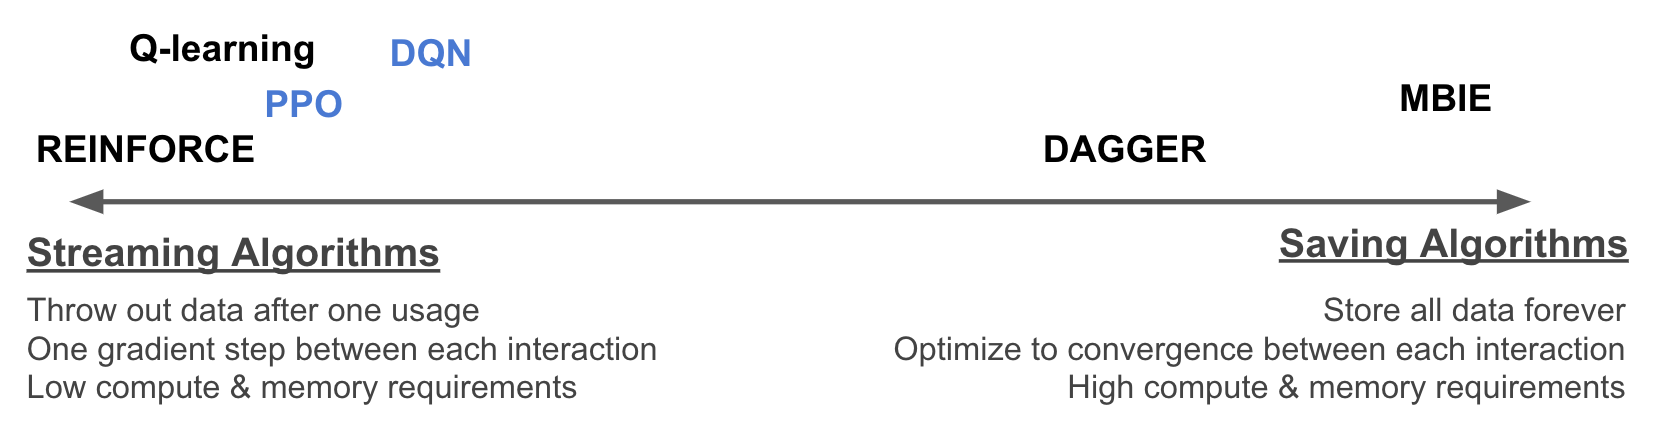 Q-learning
DQN
PPO
MBIE
REINFORCE
DAGGER
Streaming Algorithms
Throw out data after one usage
One gradient step between each interaction
Low compute & memory requirements
Saving Algorithms
Store all data forever
Optimize to convergence between each interaction
High compute & memory requirements